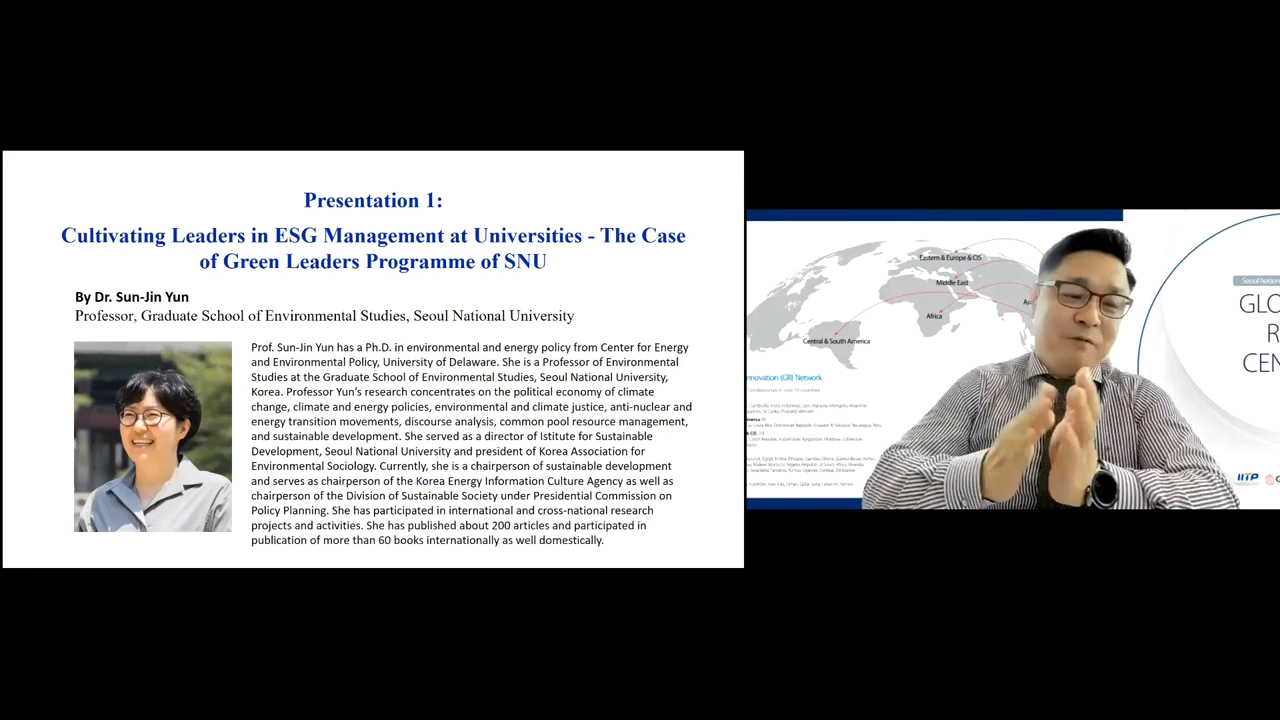 Presentation 1:
Cultivating Leaders in ESG Management at Universities - The Case
of Green Leaders Programme of SNU
By Dr. Sun-Jin Yun
Professor, Graduate School of Environmental Studies, Seoul National University
Prof. Sun-Jin Yun has a Ph.D. in environmental and energy policy from Center for Energy
and Environmental Policy, University of Delaware. She is a Professor of Environmental
Studies at the Graduate School of Environmental Studies, Seoul National University,
Korea. Professor Yun's research concentrates on the political economy of climate
change, climate and energy policies, environmental and climate justice, anti-nuclear and
energy transition movements, discourse analysis, common pool resource management,
and sustainable development. She served as a director of Istitute for Sustainable
Development, Seoul National University and president of Korea Association for
Environmental Sociology. Currently, she is a chairperson of sustainable development
and serves as chairperson of the Korea Energy Information Culture Agency as well as
chairperson of the Division of Sustainable Society under Presidential Commission on
Policy Planning. She has participated in international and cross-national research
projects and activities. She has published about 200 articles and participated in
publication of more than 60 books internationally as well domestically.
Eastern & Europe & CIS
Middle East
As
Africa
Central & South America
nnovation (GII) Network
Seoul Nation
GLO
R
CEN
IITP